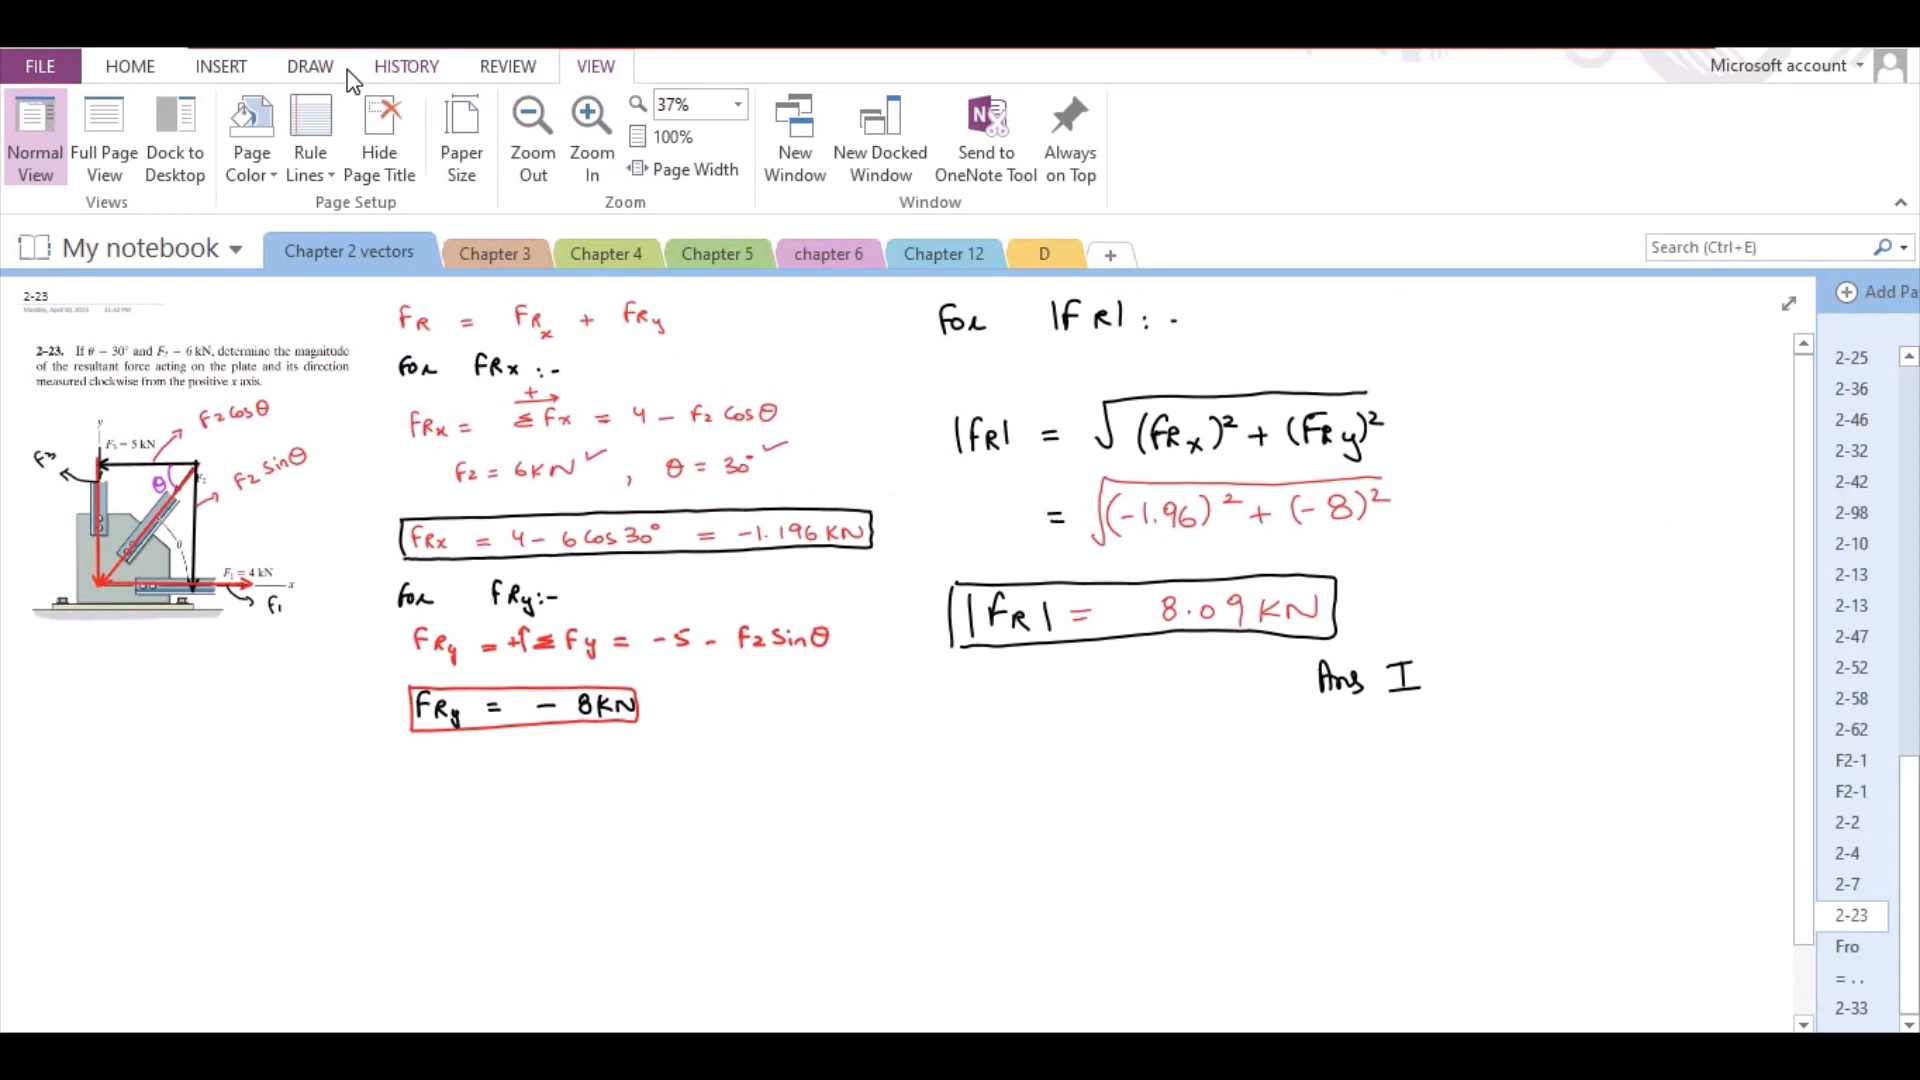 FILE HOME INSERT DRAW HISTORY REVIEW VIEW Microsoft account
Normal View Full Page View Dock to Desktop Page Color Rule Lines Hide Page Title Paper Size Zoom Out Zoom In 37% 100% Page Width New Window New Docked Window Send to OneNote Tool Always on Top
Views Page Setup Zoom Window
My notebook Chapter 2 vectors Chapter 3 Chapter 4 Chapter 5 chapter 6 Chapter 12 D + Search (Ctrl+E)
Add Pa
2-23
2–23. If θ – 30° and F₂ – 6 kN, determine the magnitude
of the resultant force acting on the plate and its direction
measured clockwise from the positive x axis.
F2 cosθ
y
F₃ = 5 kN
F3
θ
F2 sinθ
F₂
θ
F₁ = 4 kN
x
F1
FR = FRx + FRy
for FRx :-
FRx = +→ ΣFx = 4 - F2 cosθ
F2 = 6KN ✓ , θ = 30° ✓
FRx = 4 - 6 cos 30° = -1.196 KN
for FRy:-
FRy = +↑ ΣFy = -5 - F2 sinθ
FRy = - 8KN
For |FR| : -
|FR| = √(FRx)² + (FRy)²
= √(-1.96)² + (-8)²
|FR| = 8.09 KN
Ans I
2-25
2-36
2-46
2-32
2-42
2-98
2-10
2-13
2-13
2-47
2-52
2-58
2-62
F2-1
F2-1
2-2
2-4
2-7
2-23
Fro
= . .
2-33